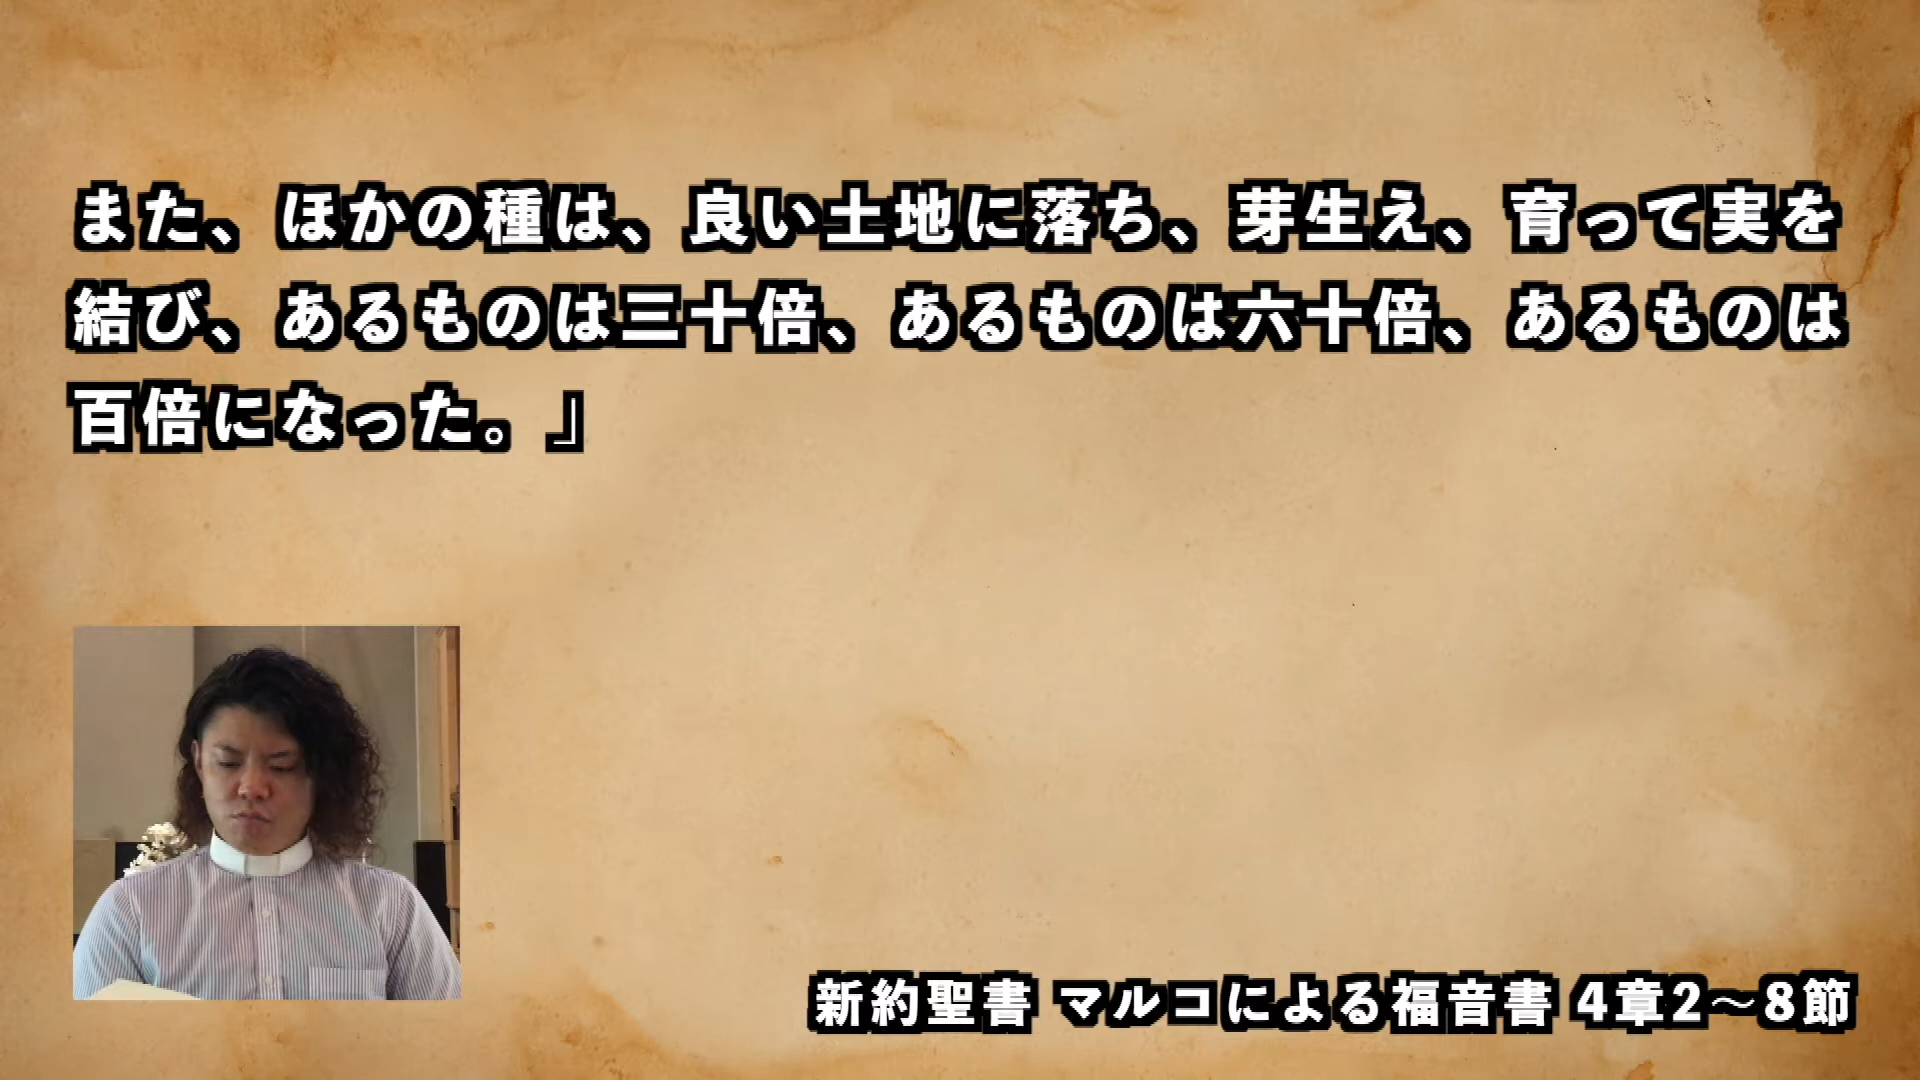 また、ほかの種は、良い土地に落ち、芽生え、育って実を
結び、あるものは三十倍、あるものは六十倍、あるものは
百倍になった。』
新約聖書 マルコによる福音書 4章2～8節